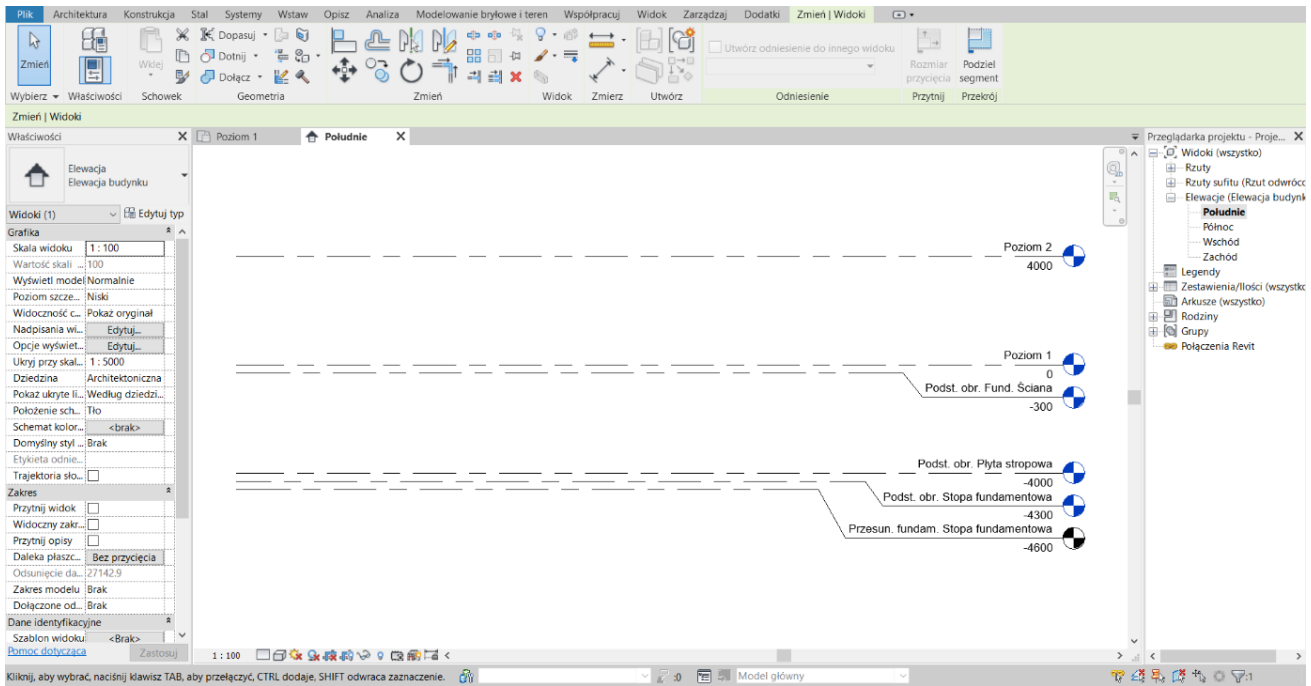 Plik Architektura Konstrukcja Stal Systemy Wstaw Opisz Analiza Modelowanie bryłowe i teren Współpracuj Widok Zarządzaj Dodatki Zmień | Widoki
Zmień
Wklej
Dopasuj
Dotnij
Dołącz
Utwórz odniesienie do innego widoku
Rozmiar przycięcia
Podziel segment
Wybierz Właściwości Schowek Geometria Zmień Widok Zmierz Utwórz Odniesienie Przytnij Przekrój
Zmień | Widoki
Właściwości X
Poziom 1
Południe X
Przeglądarka projektu - Proje... X
Elewacja
Elewacja budynku
Widoki (1) Edytuj typ
Grafika
Skala widoku 1 : 100
Wartość skali ... 100
Wyświetl model Normalnie
Poziom szcze... Niski
Widoczność c... Pokaż oryginał
Nadpisania wi... Edytuj...
Opcje wyświet... Edytuj...
Ukryj przy skal... 1 : 5000
Dziedzina Architektoniczna
Pokaż ukryte li... Według dziedzi...
Położenie sch... Tło
Schemat kolor... <brak>
Domyślny styl ... Brak
Etykieta odnie...
Trajektoria sło...
Zakres
Przytnij widok
Widoczny zakr...
Przytnij opisy
Daleka płaszc... Bez przycięcia
Odsunięcie da... 27142.9
Zakres modelu Brak
Dołączone od... Brak
Dane identyfikacyjne
Szablon widoku <Brak>
Pomoc dotycząca Zastosuj
Poziom 2
4000
Poziom 1
0
Podst. obr. Fund. Ściana
-300
Podst. obr. Płyta stropowa
-4000
Podst. obr. Stopa fundamentowa
-4300
Przesun. fundam. Stopa fundamentowa
-4600
Widoki (wszystko)
Rzuty
Rzuty sufitu (Rzut odwróco
Elewacje (Elewacja budynk
Południe
Północ
Wschód
Zachód
Legendy
Zestawienia/Ilości (wszystko
Arkusze (wszystko)
Rodziny
Grupy
Połączenia Revit
1 : 100
Kliknij, aby wybrać, naciśnij klawisz TAB, aby przełączyć, CTRL dodaje, SHIFT odwraca zaznaczenie. :0 Model główny :1